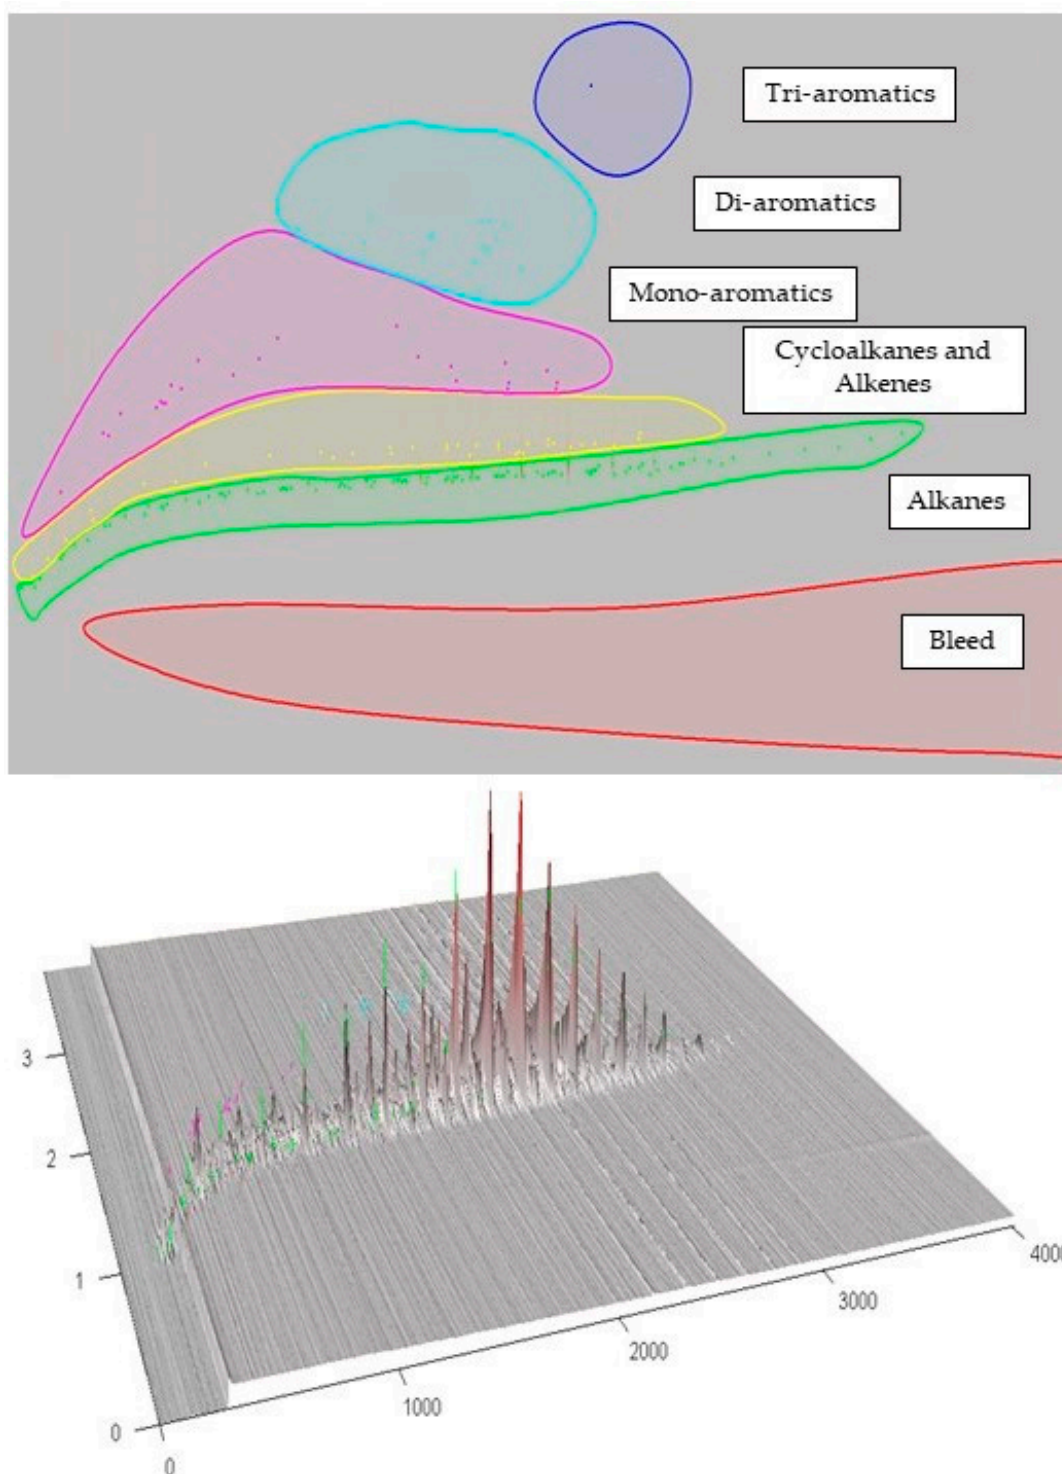 Tri-aromatics
Di-aromatics
Mono-aromatics
Cycloalkanes and
Alkenes
Alkanes
Bleed
3
2
1
0
0
1000
2000
3000
4000